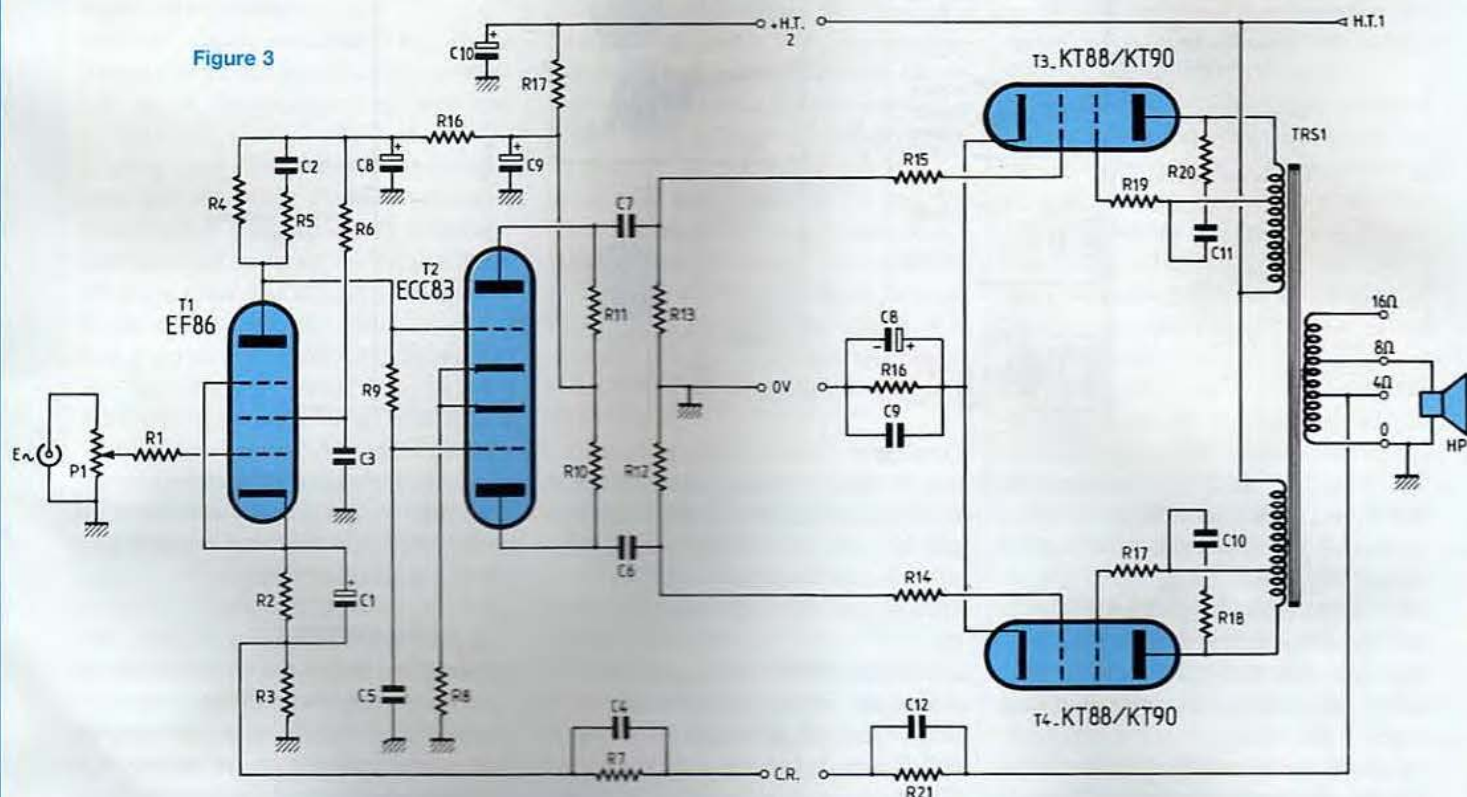 Figure 3
C10
+
+H.T.
2
H.T.1
R17
T3_KT88/KT90
TRS1
R16
R4
C2
C8
+
C9
+
R5
R6
C7
R15
R19
R20
C11
T1
EF86
T2
ECC83
R11
R13
16Ω
8Ω
4Ω
0
HP
C8
- +
R16
C9
0V
E~
P1
R1
R9
C3
R10
R12
C6
C10
R17
R18
R14
R2
C1
+
R3
C5
R8
C4
R7
C.R.
C12
R21
T4_KT88/KT90